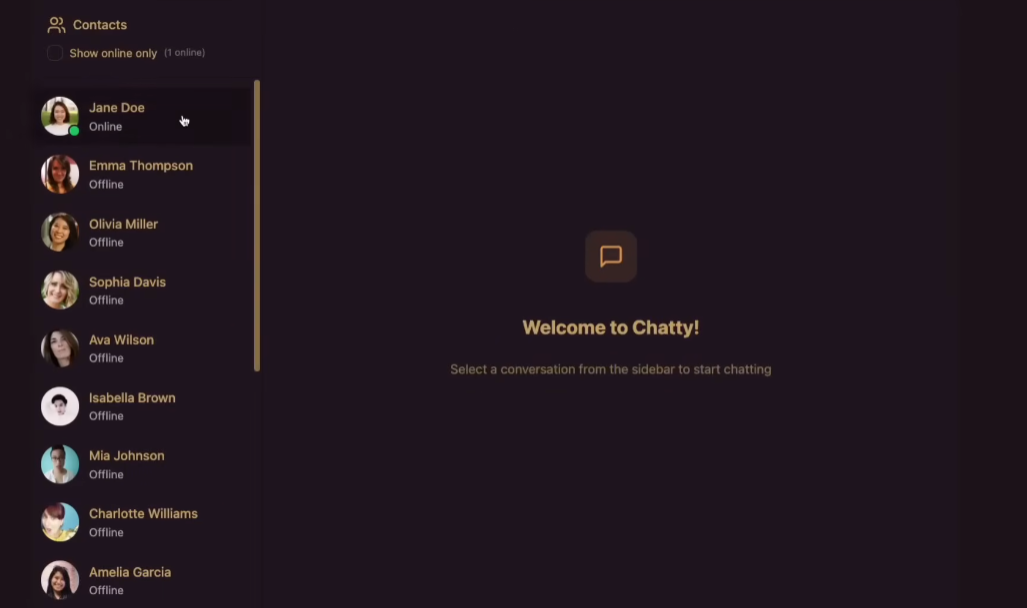 Contacts
Show online only (1 online)
Jane Doe
Online
Emma Thompson
Offline
Olivia Miller
Offline
Sophia Davis
Offline
Ava Wilson
Offline
Isabella Brown
Offline
Mia Johnson
Offline
Charlotte Williams
Offline
Amelia Garcia
Offline
Welcome to Chatty!
Select a conversation from the sidebar to start chatting